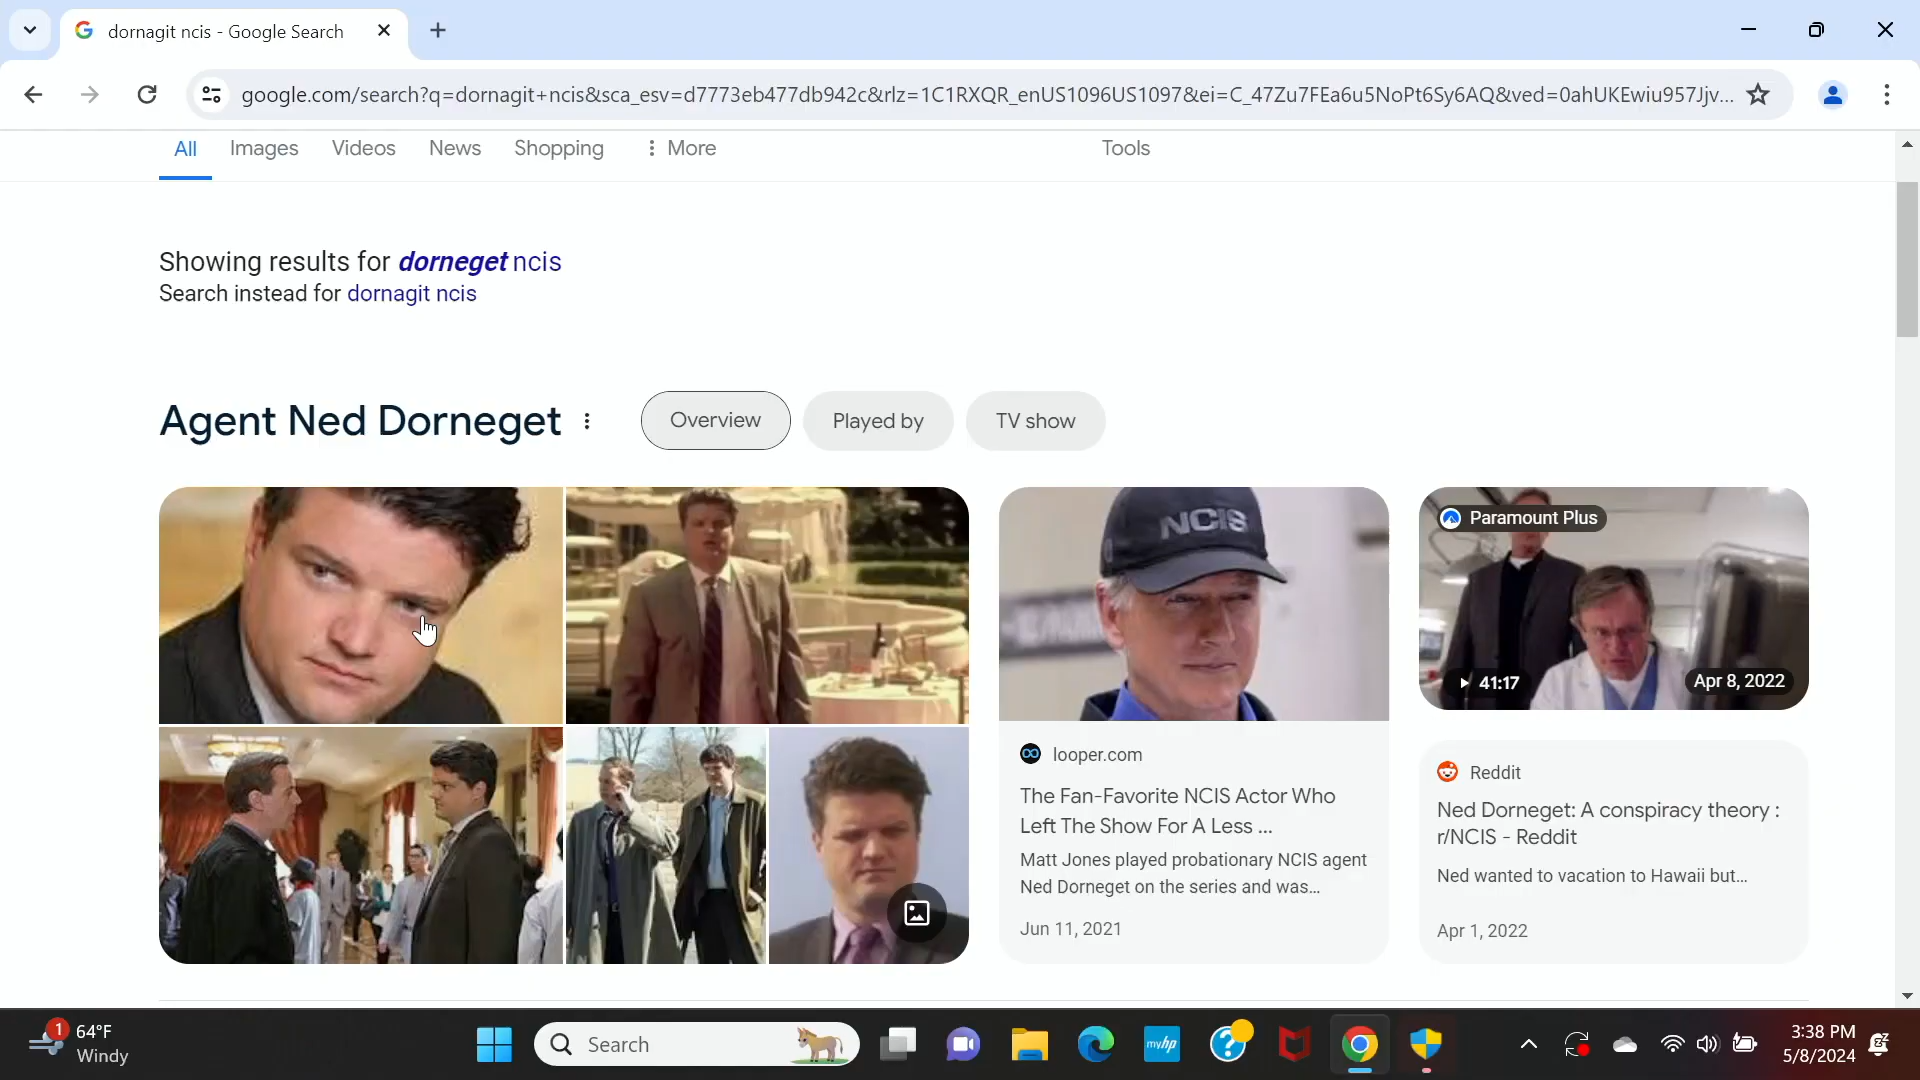 dornagit ncis - Google Search
google.com/search?q=dornagit+ncis&sca_esv=d7773eb477db942c&rlz=1C1RXQR_enUS1096US1097&ei=C_47Zu7FEa6u5NoPt6Sy6AQ&ved=0ahUKEwiu957Jjv...
All Images Videos News Shopping More Tools
Showing results for dorneget ncis
Search instead for dornagit ncis
Agent Ned Dorneget Overview Played by TV show
NCIS
Paramount Plus
41:17 Apr 8, 2022
looper.com
The Fan-Favorite NCIS Actor Who
Left The Show For A Less ...
Matt Jones played probationary NCIS agent
Ned Dorneget on the series and was...
Jun 11, 2021
Reddit
Ned Dorneget: A conspiracy theory :
r/NCIS - Reddit
Ned wanted to vacation to Hawaii but...
Apr 1, 2022
1 64°F
Windy
Search
myhp
3:38 PM
5/8/2024